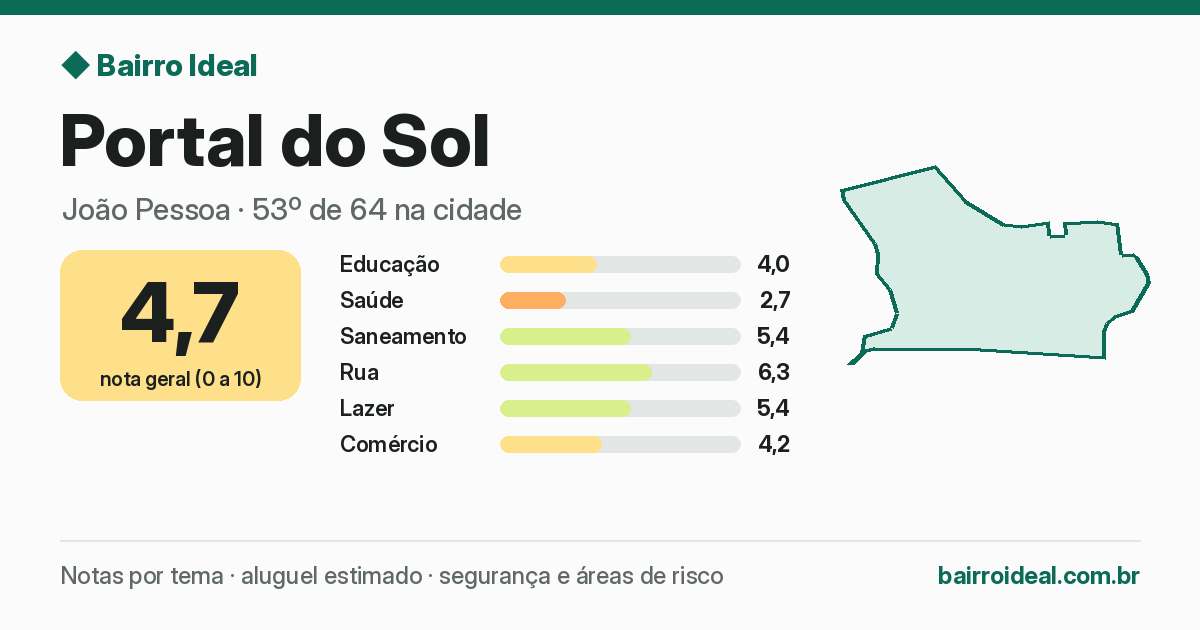 Bairro Ideal
Portal do Sol
João Pessoa · 53º de 64 na cidade
4,7
nota geral (0 a 10)
Educação 4,0
Saúde 2,7
Saneamento 5,4
Rua 6,3
Lazer 5,4
Comércio 4,2
Notas por tema · aluguel estimado · segurança e áreas de risco
bairroideal.com.br